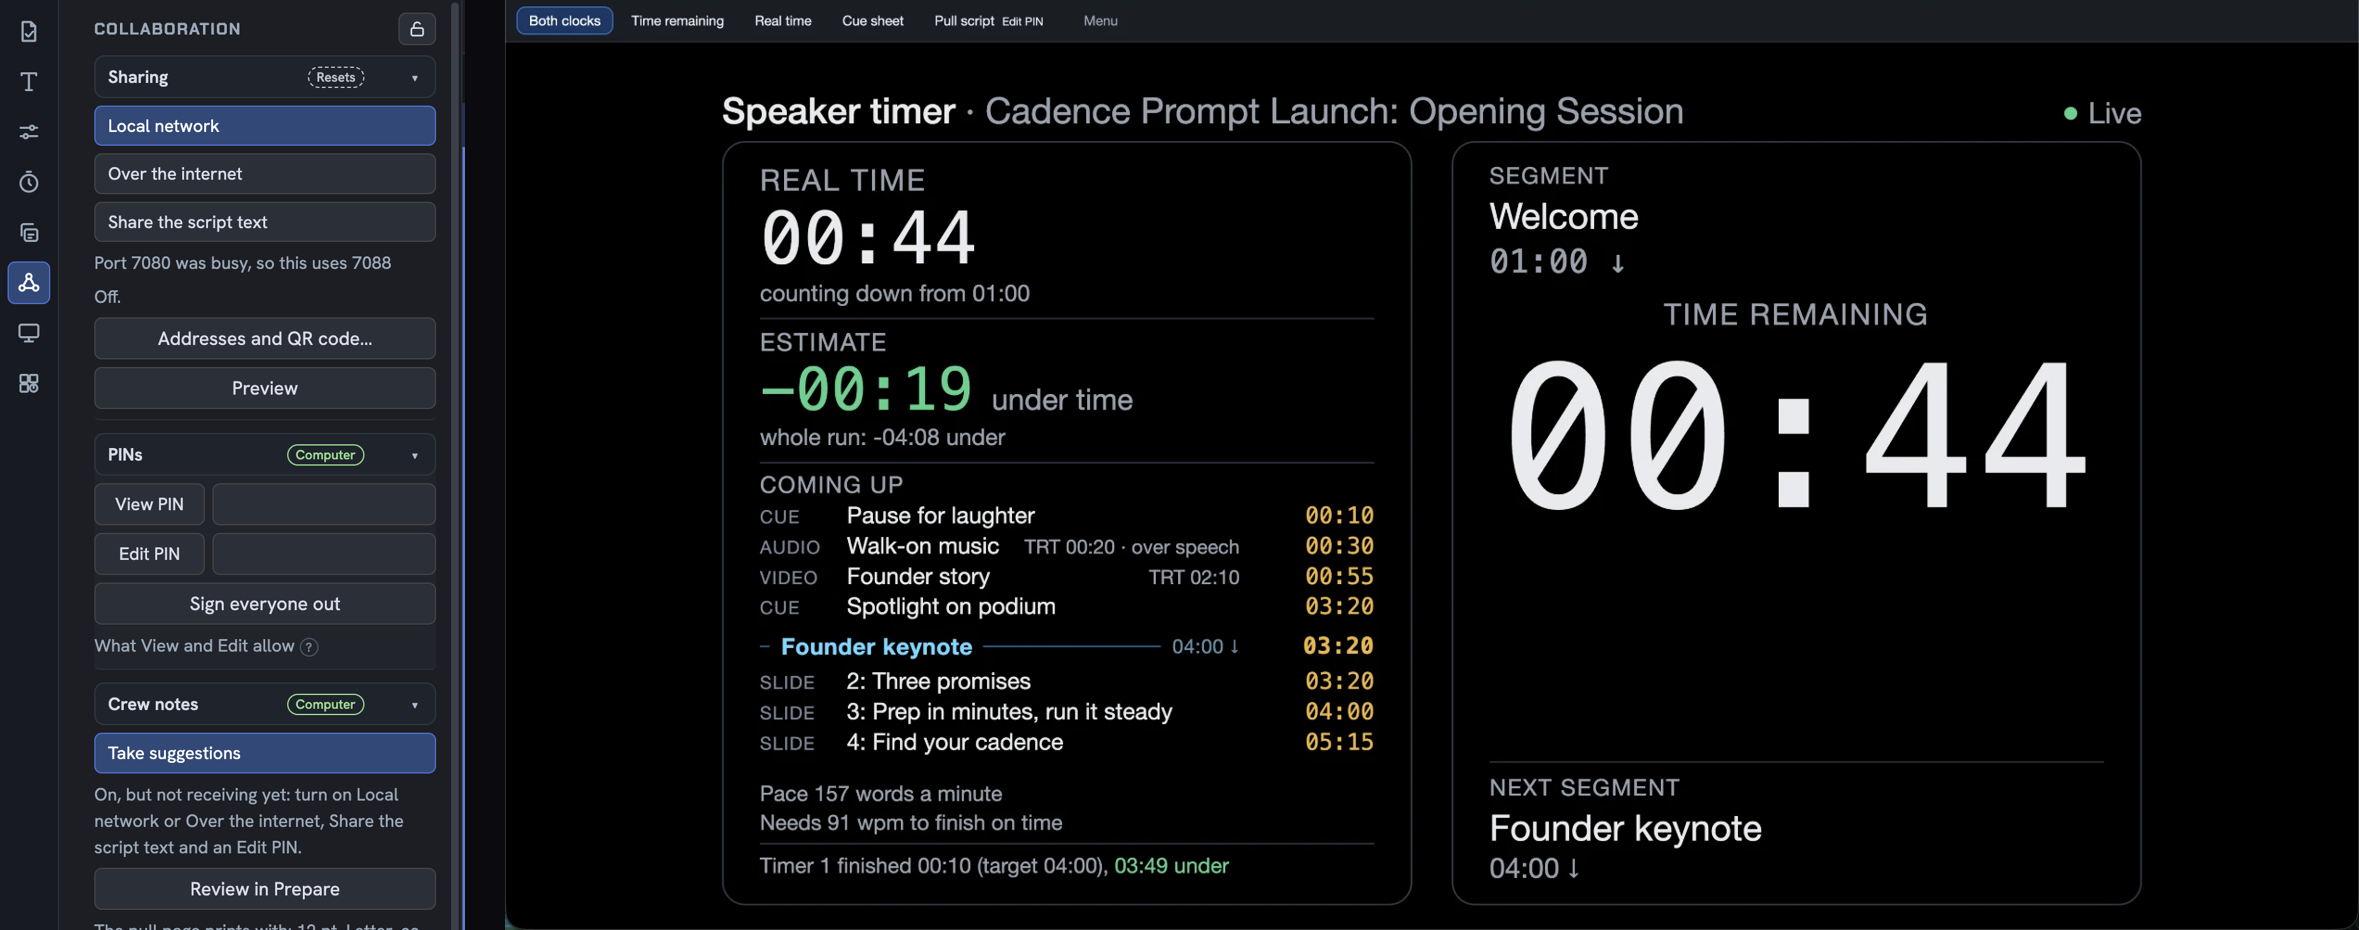 COLLABORATION
Sharing
Resets
Local network
Over the internet
Share the script text
Port 7080 was busy, so this uses 7088
Off.
Addresses and QR code...
Preview
PINs
Computer
View PIN
Edit PIN
Sign everyone out
What View and Edit allow ?
Crew notes
Computer
Take suggestions
On, but not receiving yet: turn on Local
network or Over the internet, Share the
script text and an Edit PIN.
Review in Prepare
Both clocks
Time remaining
Real time
Cue sheet
Pull script Edit PIN
Menu
Speaker timer · Cadence Prompt Launch: Opening Session
Live
REAL TIME
00:44
counting down from 01:00
ESTIMATE
−00:19 under time
whole run: -04:08 under
COMING UP
CUE Pause for laughter 00:10
AUDIO Walk-on music TRT 00:20 · over speech 00:30
VIDEO Founder story TRT 02:10 00:55
CUE Spotlight on podium 03:20
Founder keynote 04:00 ↓ 03:20
SLIDE 2: Three promises 03:20
SLIDE 3: Prep in minutes, run it steady 04:00
SLIDE 4: Find your cadence 05:15
Pace 157 words a minute
Needs 91 wpm to finish on time
Timer 1 finished 00:10 (target 04:00), 03:49 under
SEGMENT
Welcome
01:00 ↓
TIME REMAINING
00:44
NEXT SEGMENT
Founder keynote
04:00 ↓